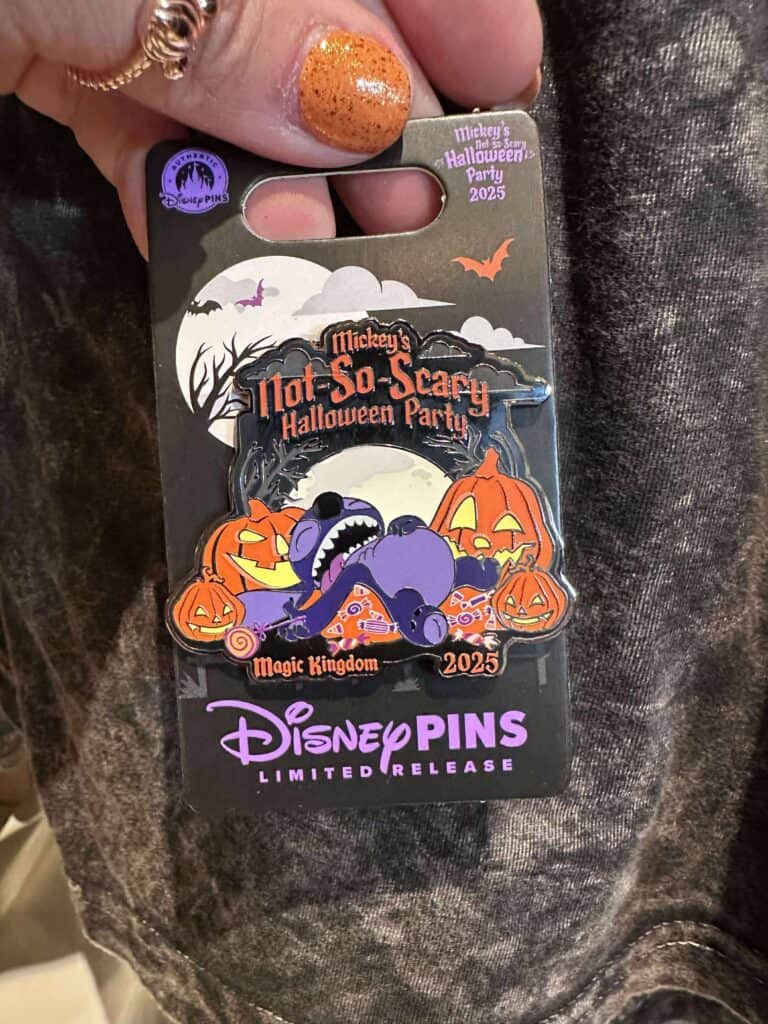 AUTHENTIC
Disney PINS
Mickey's
Not-So-Scary
Halloween
Party
2025
Mickey's
Not-So-Scary
Halloween Party
Magic Kingdom
2025
Disney PINS
LIMITED RELEASE